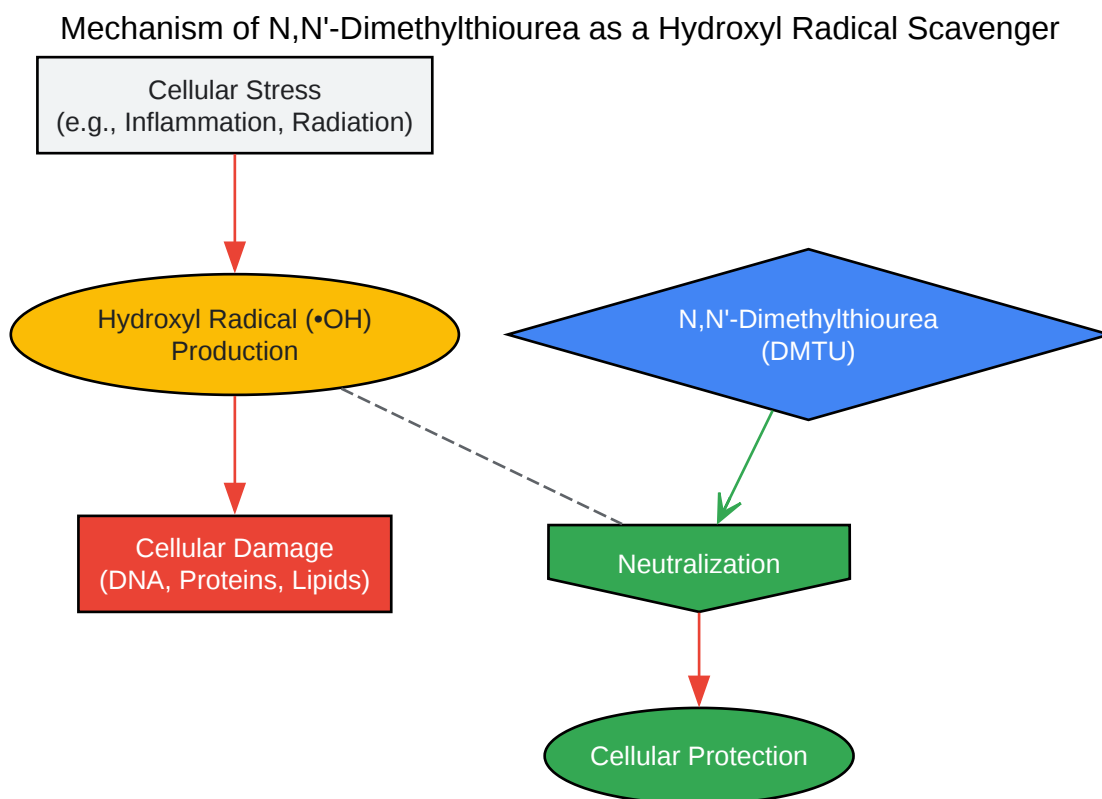 Mechanism of N,N'-Dimethylthiourea as a Hydroxyl Radical Scavenger
Cellular Stress
(e.g., Inflammation, Radiation)
Hydroxyl Radical (•OH)
Production
N,N'-Dimethylthiourea
(DMTU)
Cellular Damage
(DNA, Proteins, Lipids)
Neutralization
Cellular Protection